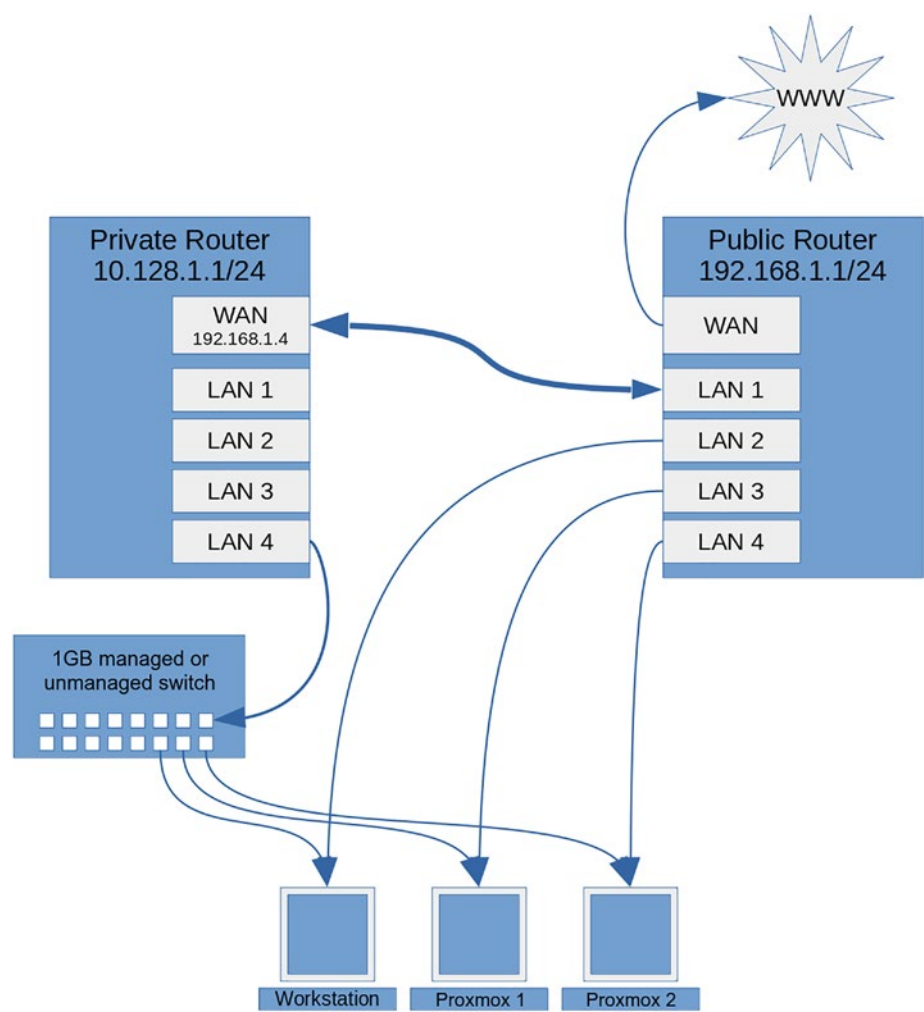 WWW
Private Router
10.128.1.1/24
WAN
192.168.1.4
LAN 1
LAN 2
LAN 3
LAN 4
Public Router
192.168.1.1/24
WAN
LAN 1
LAN 2
LAN 3
LAN 4
1GB managed or
unmanaged switch
Workstation
Proxmox 1
Proxmox 2